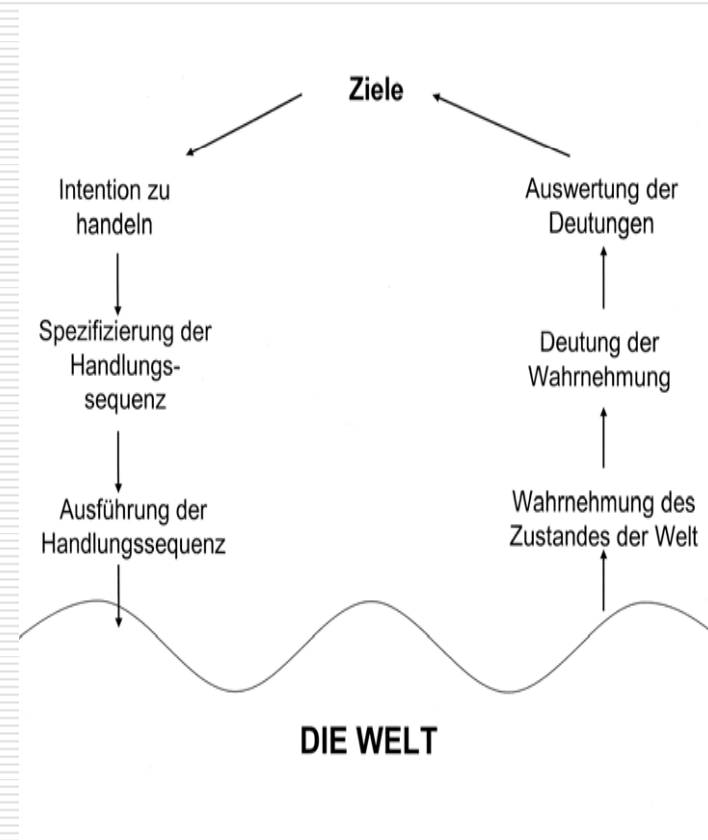 Ziele
Intention zu
handeln
Spezifizierung der
Handlungs-
sequenz
Ausführung der
Handlungssequenz
Auswertung der
Deutungen
Deutung der
Wahrnehmung
Wahrnehmung des
Zustandes der Welt
DIE WELT